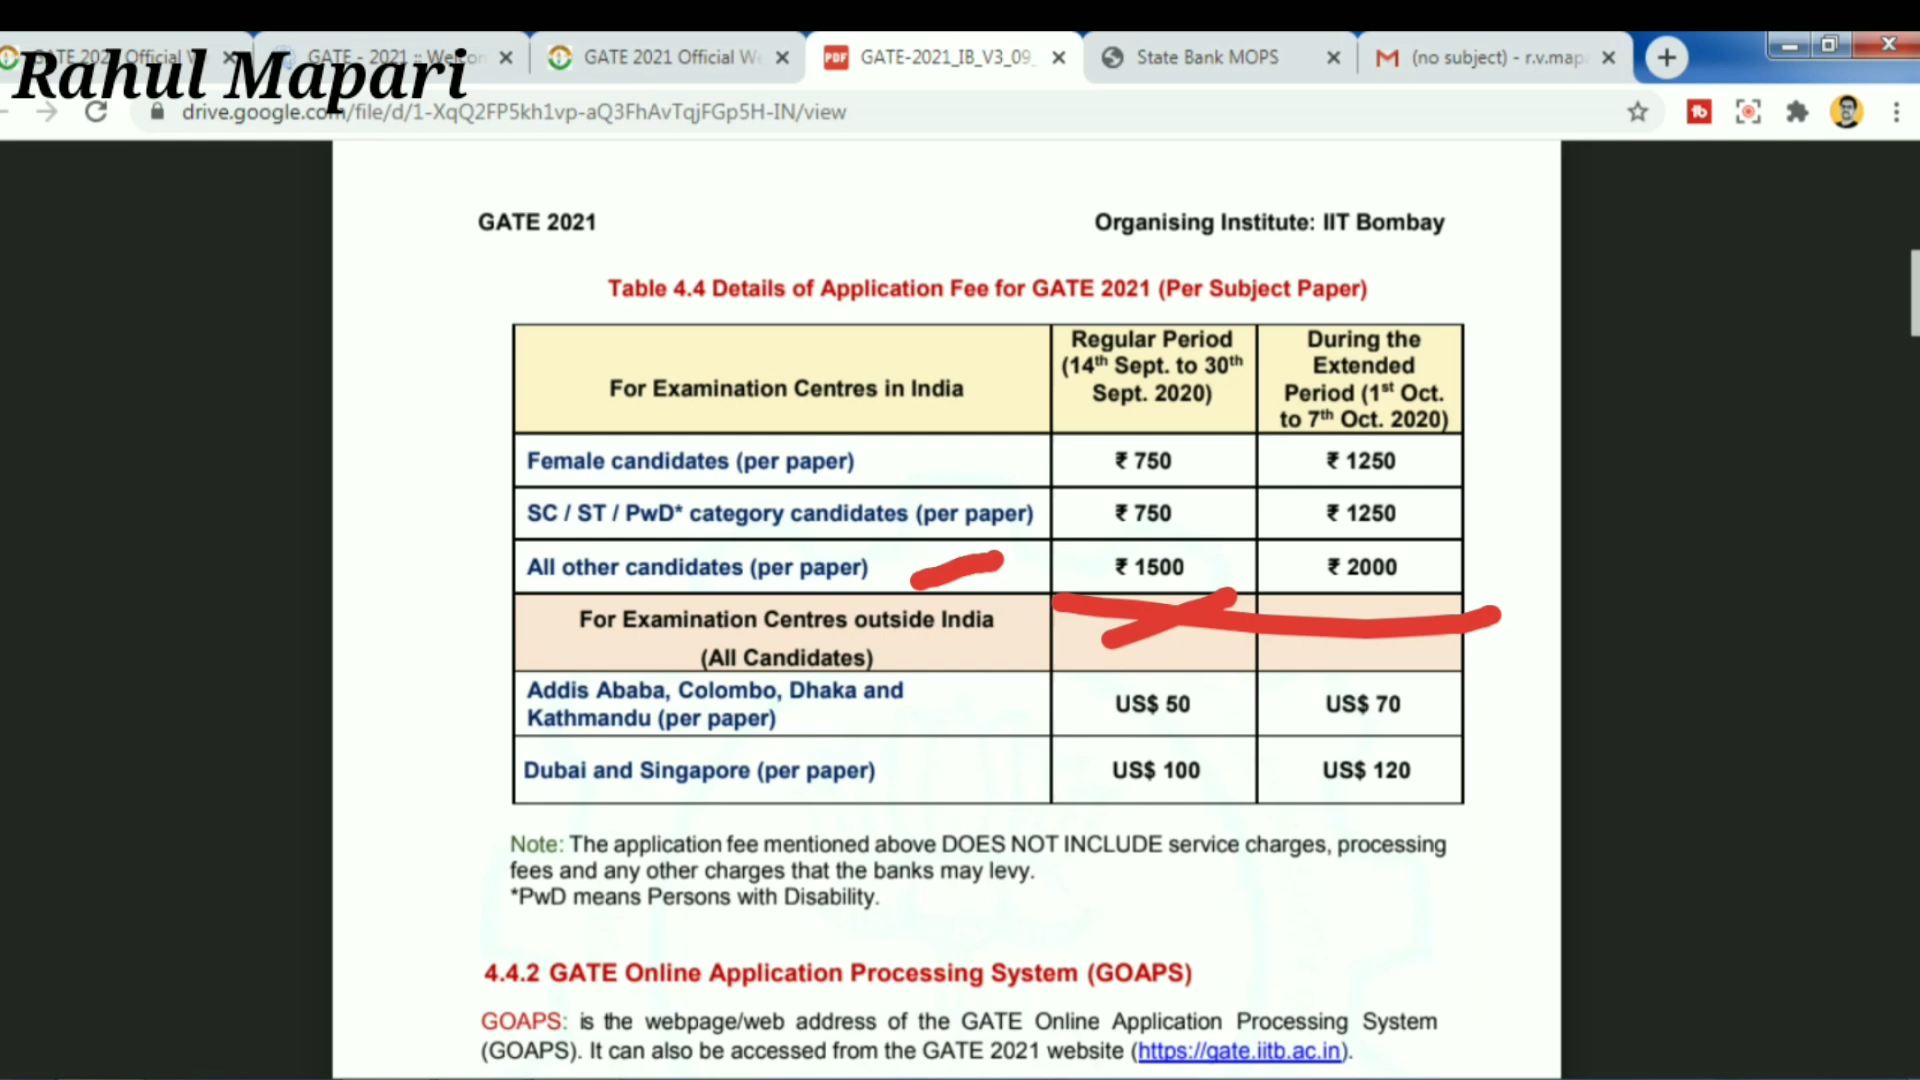 Rahul Mapari
GATE 2021 Official W
GATE - 2021 :: Welcon
GATE 2021 Official We
PDF
GATE-2021_IB_V3_09_
State Bank MOPS
(no subject) - r.v.map
drive.google.com/file/d/1-XqQ2FP5kh1vp-aQ3FhAvTqjFGp5H-IN/view
GATE 2021
Organising Institute: IIT Bombay
Table 4.4 Details of Application Fee for GATE 2021 (Per Subject Paper)
For Examination Centres in India
Regular Period
(14th Sept. to 30th
Sept. 2020)
During the
Extended
Period (1st Oct.
to 7th Oct. 2020)
Female candidates (per paper)
₹ 750
₹ 1250
SC / ST / PwD* category candidates (per paper)
₹ 750
₹ 1250
All other candidates (per paper)
₹ 1500
₹ 2000
For Examination Centres outside India
(All Candidates)
Addis Ababa, Colombo, Dhaka and
Kathmandu (per paper)
US$ 50
US$ 70
Dubai and Singapore (per paper)
US$ 100
US$ 120
Note: The application fee mentioned above DOES NOT INCLUDE service charges, processing
fees and any other charges that the banks may levy.
*PwD means Persons with Disability.
4.4.2 GATE Online Application Processing System (GOAPS)
GOAPS: is the webpage/web address of the GATE Online Application Processing System
(GOAPS). It can also be accessed from the GATE 2021 website (https://gate.iitb.ac.in).